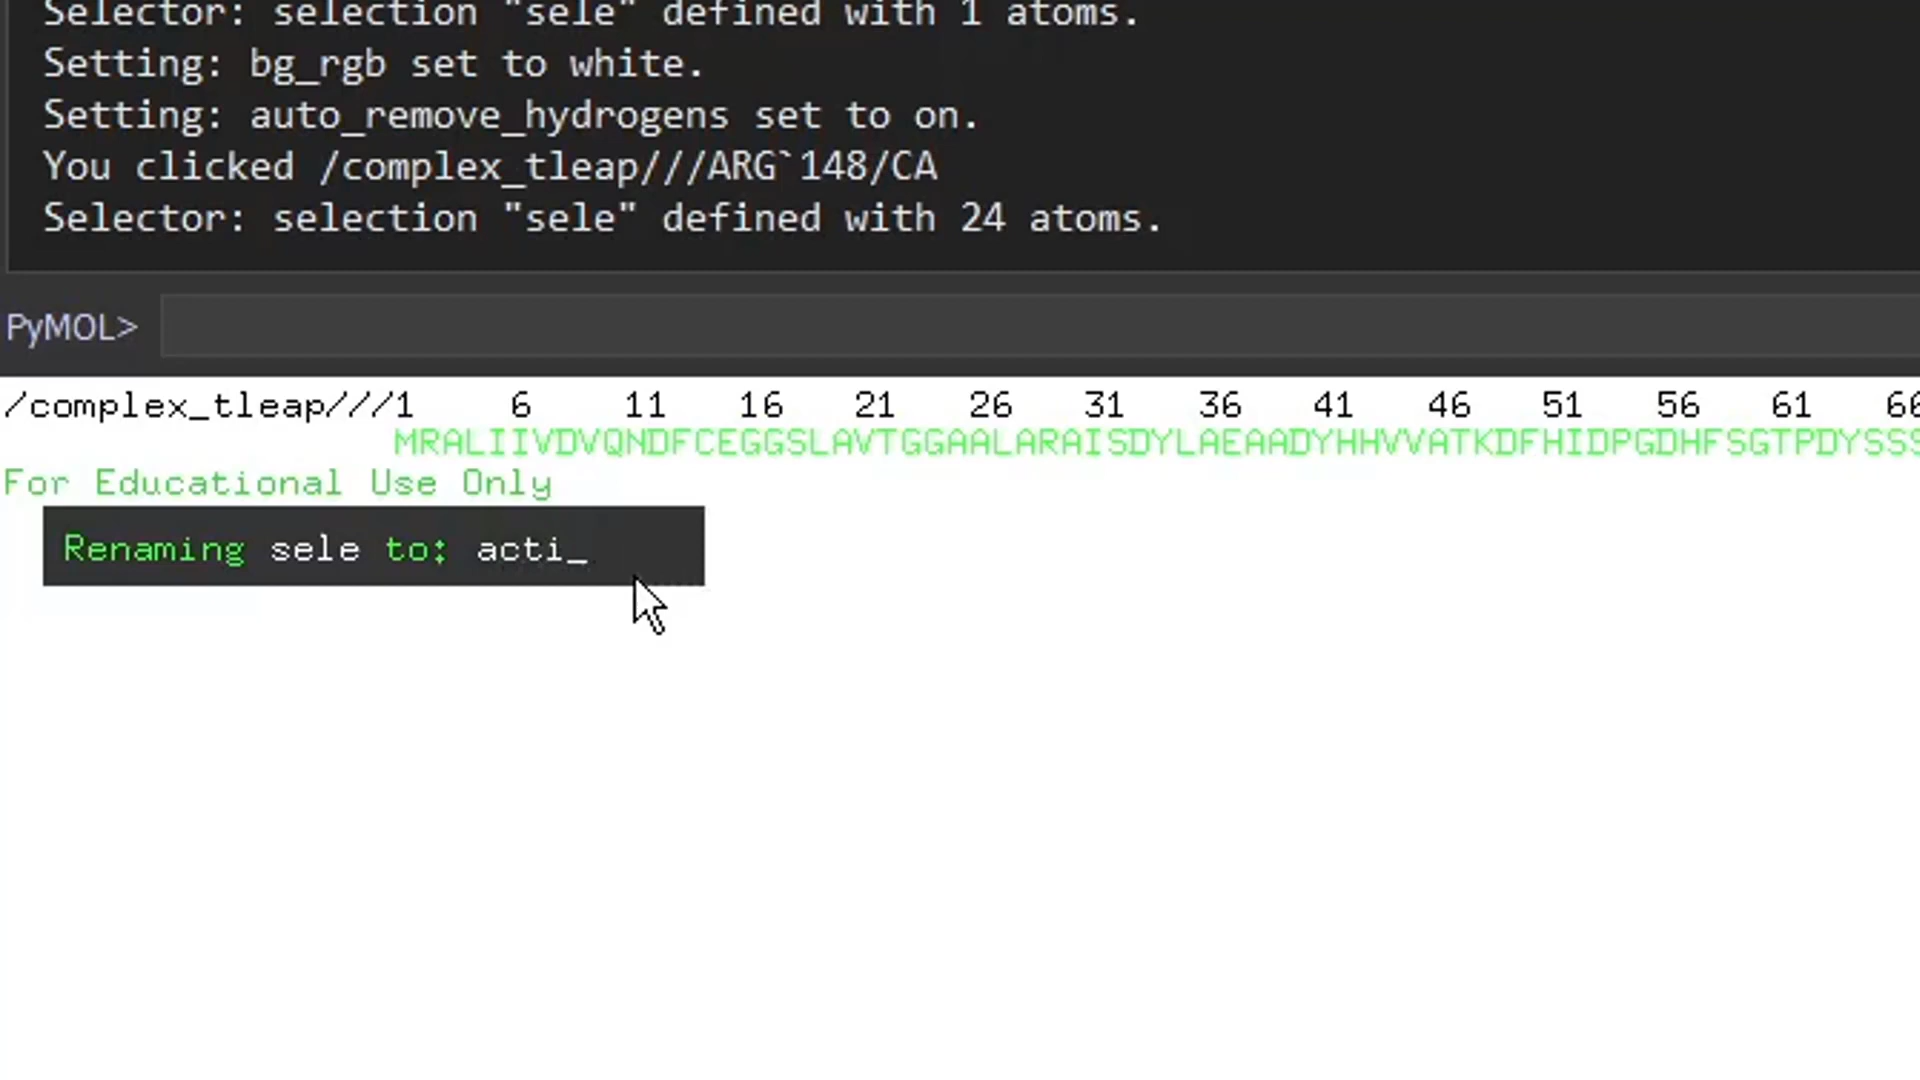 Selector: selection "sele" defined with 1 atoms.
Setting: bg_rgb set to white.
Setting: auto_remove_hydrogens set to on.
You clicked /complex_tleap///ARG`148/CA
Selector: selection "sele" defined with 24 atoms.
PyMOL>
/complex_tleap///1 6 11 16 21 26 31 36 41 46 51 56 61 66
MRALIIVDVQNDFCEGGSLAVTGGAALARAISDYLAEAADYHHVVATKDFHIDPGDHFSGTPDYSSS
For Educational Use Only
Renaming sele to: acti_